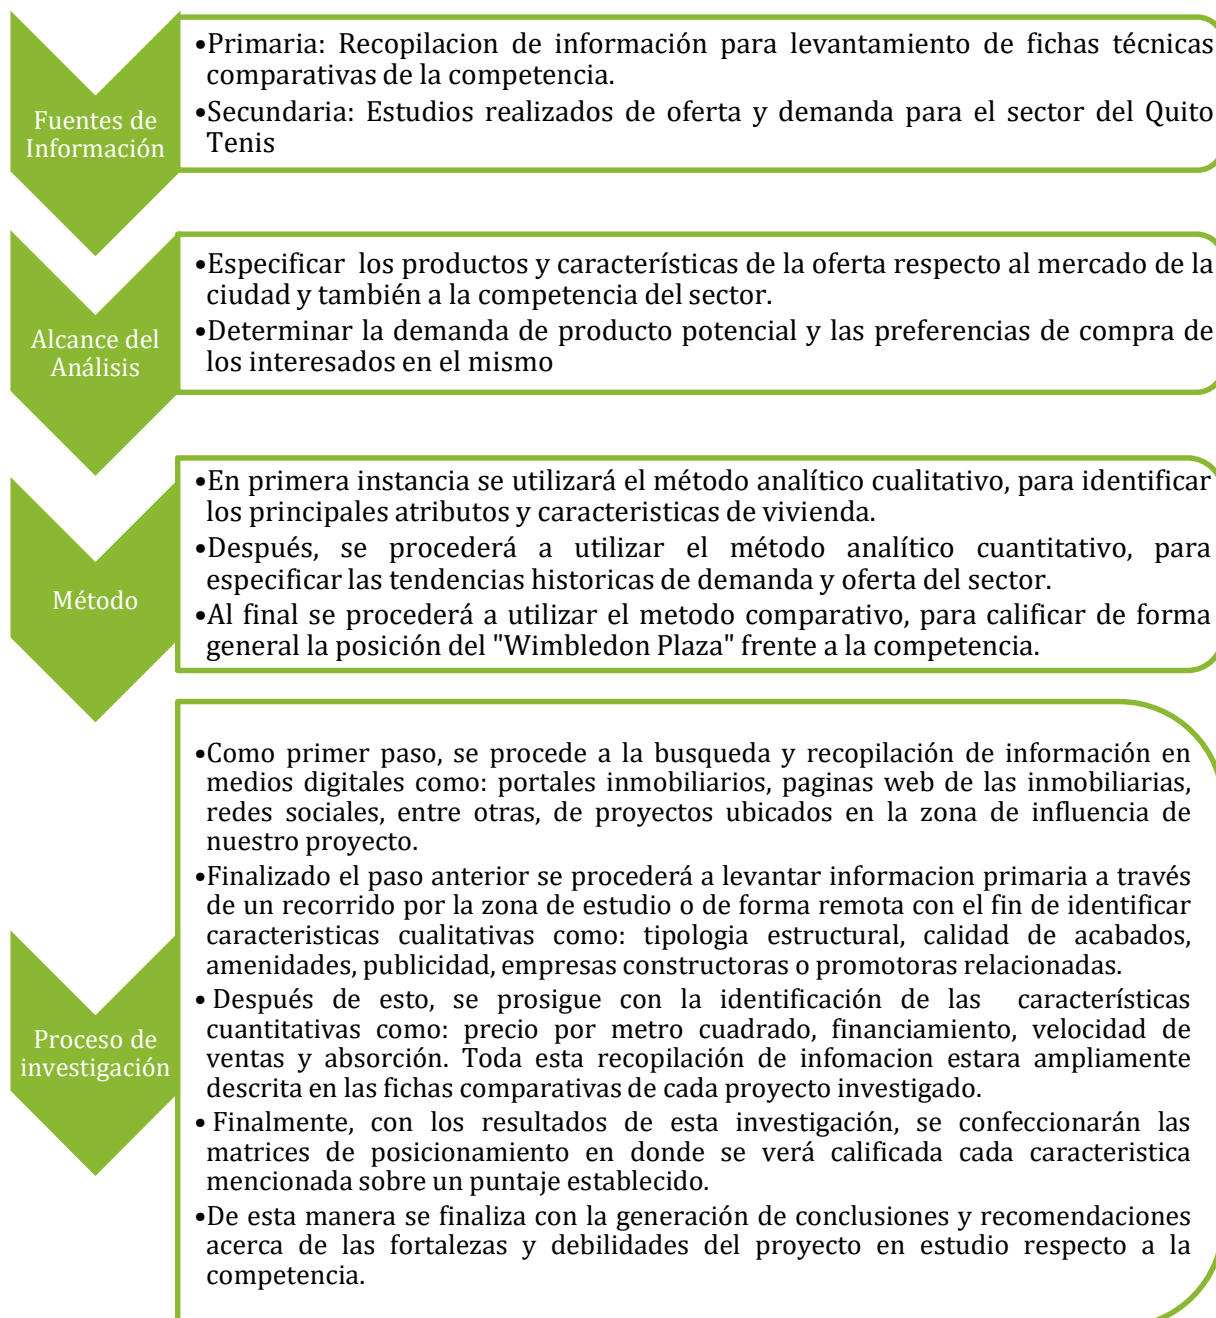 Fuentes de
Información
•Primaria: Recopilacion de información para levantamiento de fichas técnicas
comparativas de la competencia.
•Secundaria: Estudios realizados de oferta y demanda para el sector del Quito
Tenis
Alcance del
Análisis
•Especificar los productos y características de la oferta respecto al mercado de la
ciudad y también a la competencia del sector.
•Determinar la demanda de producto potencial y las preferencias de compra de
los interesados en el mismo
Método
•En primera instancia se utilizará el método analítico cualitativo, para identificar
los principales atributos y caracteristicas de vivienda.
•Después, se procederá a utilizar el método analítico cuantitativo, para
especificar las tendencias historicas de demanda y oferta del sector.
•Al final se procederá a utilizar el metodo comparativo, para calificar de forma
general la posición del "Wimbledon Plaza" frente a la competencia.
Proceso de
investigación
•Como primer paso, se procede a la busqueda y recopilación de información en
medios digitales como: portales inmobiliarios, paginas web de las inmobiliarias,
redes sociales, entre otras, de proyectos ubicados en la zona de influencia de
nuestro proyecto.
•Finalizado el paso anterior se procederá a levantar informacion primaria a través
de un recorrido por la zona de estudio o de forma remota con el fin de identificar
caracteristicas cualitativas como: tipologia estructural, calidad de acabados,
amenidades, publicidad, empresas constructoras o promotoras relacionadas.
• Después de esto, se prosigue con la identificación de las características
cuantitativas como: precio por metro cuadrado, financiamiento, velocidad de
ventas y absorción. Toda esta recopilación de infomacion estara ampliamente
descrita en las fichas comparativas de cada proyecto investigado.
• Finalmente, con los resultados de esta investigación, se confeccionarán las
matrices de posicionamiento en donde se verá calificada cada caracteristica
mencionada sobre un puntaje establecido.
•De esta manera se finaliza con la generación de conclusiones y recomendaciones
acerca de las fortalezas y debilidades del proyecto en estudio respecto a la
competencia.